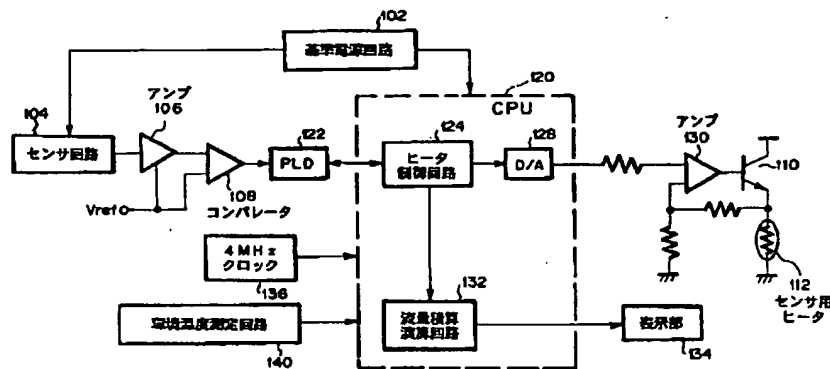 102
基準電源回路
120
CPU
アンプ
106
104
センサ回路
122
PLD
124
ヒータ
制御回路
128
D/A
アンプ
130
110
108
コンパレータ
Vref
4MHz
クロック
136
132
流量積算
演算回路
112
センサ用
ヒータ
環境温度測定回路
140
表示部
134